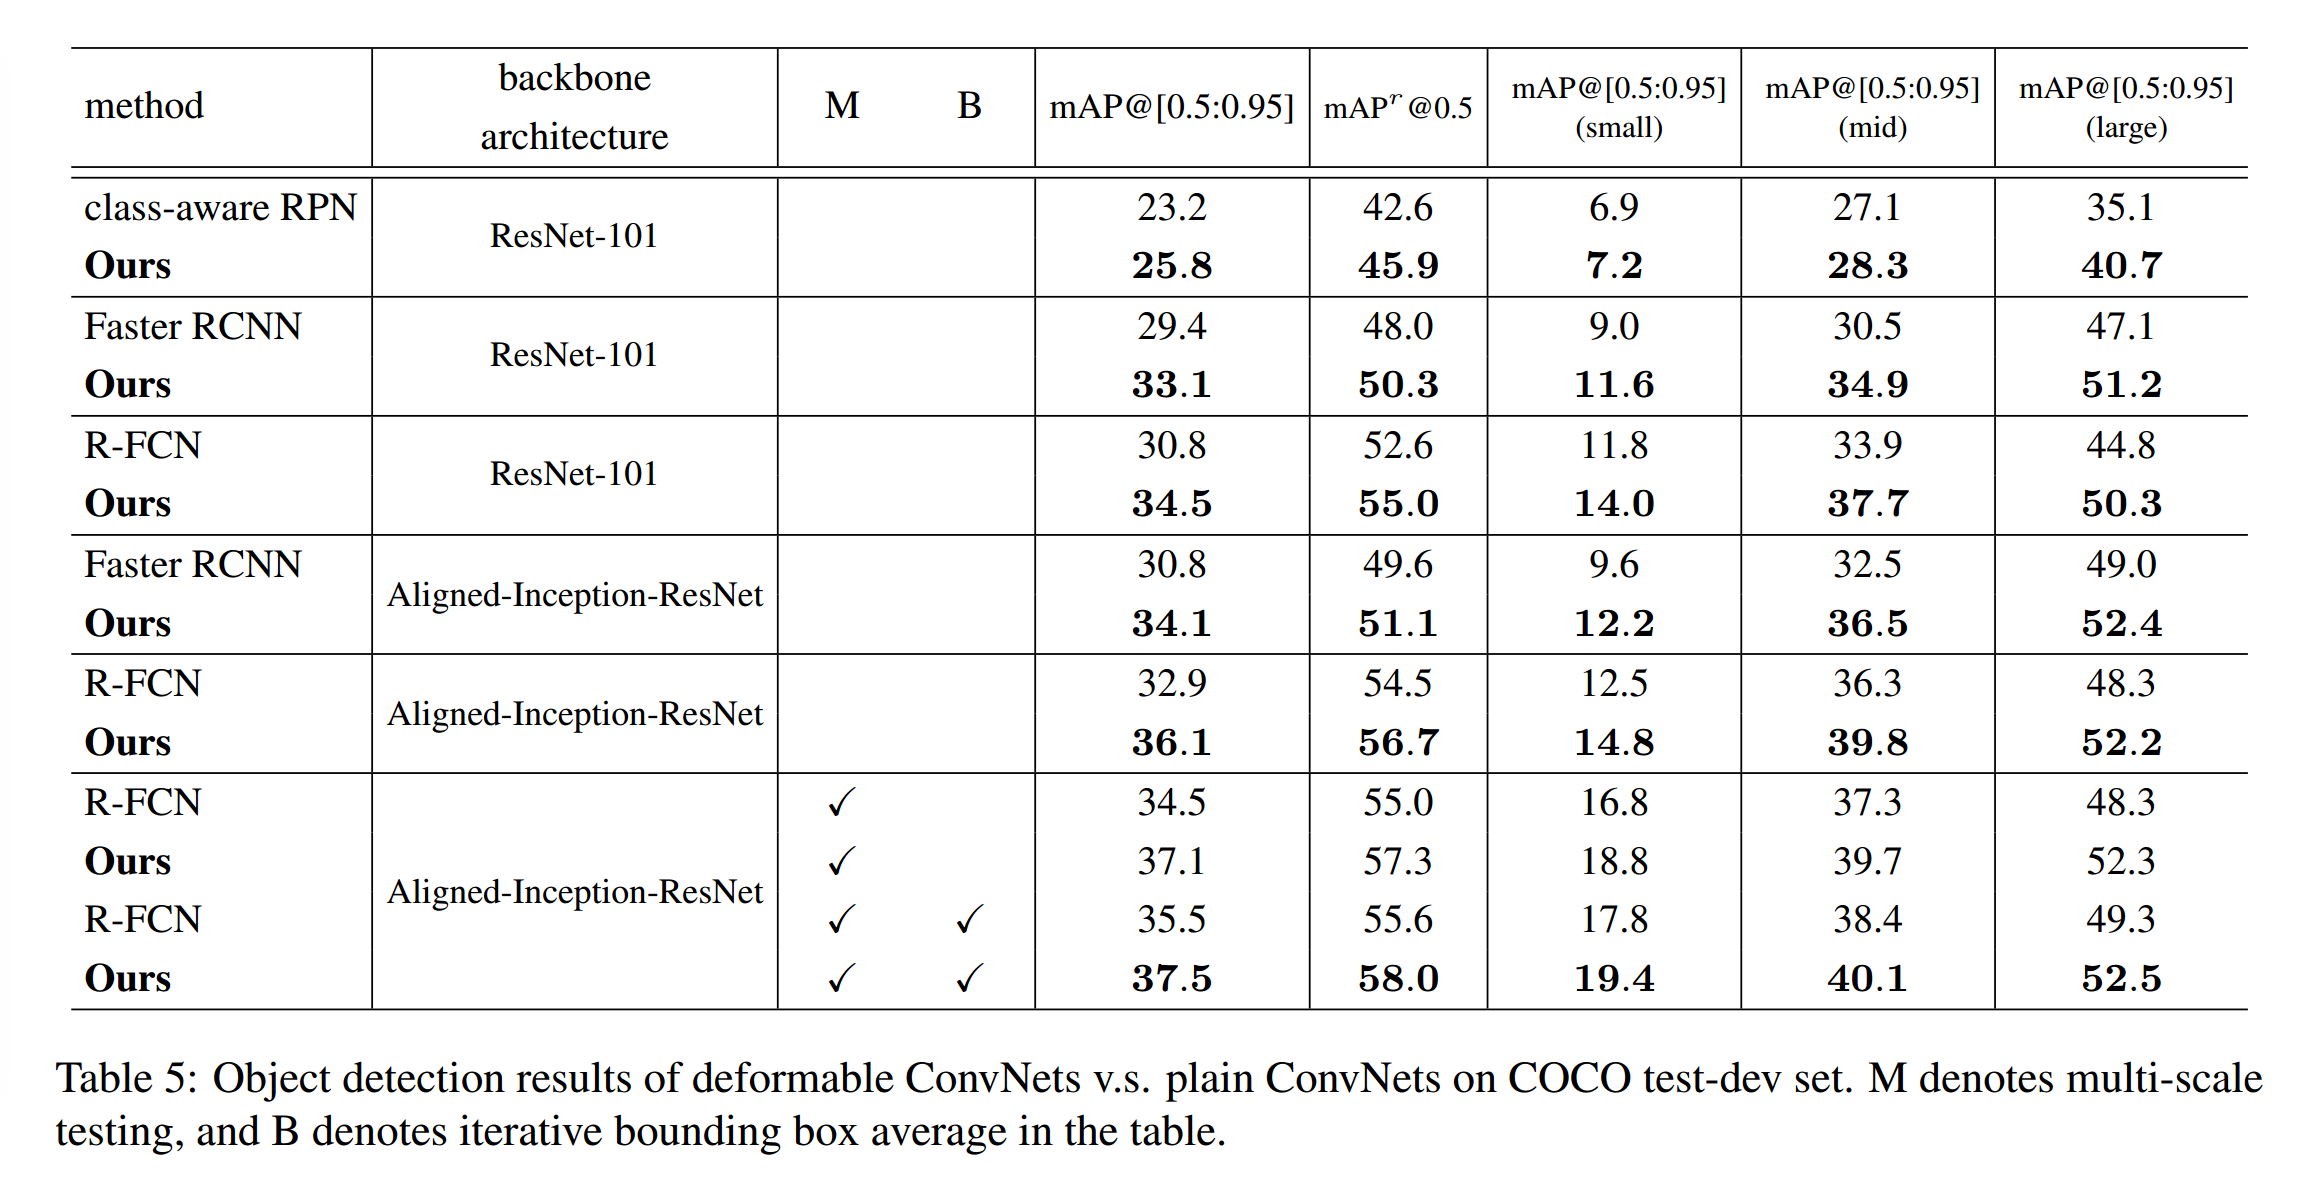 method backbone architecture M B mAP@[0.5:0.95] mAPʳ@0.5 mAP@[0.5:0.95] (small) mAP@[0.5:0.95] (mid) mAP@[0.5:0.95] (large)
class-aware RPN ResNet-101 23.2 42.6 6.9 27.1 35.1
Ours 25.8 45.9 7.2 28.3 40.7
Faster RCNN ResNet-101 29.4 48.0 9.0 30.5 47.1
Ours 33.1 50.3 11.6 34.9 51.2
R-FCN ResNet-101 30.8 52.6 11.8 33.9 44.8
Ours 34.5 55.0 14.0 37.7 50.3
Faster RCNN Aligned-Inception-ResNet 30.8 49.6 9.6 32.5 49.0
Ours 34.1 51.1 12.2 36.5 52.4
R-FCN Aligned-Inception-ResNet 32.9 54.5 12.5 36.3 48.3
Ours 36.1 56.7 14.8 39.8 52.2
R-FCN Aligned-Inception-ResNet ✓ 34.5 55.0 16.8 37.3 48.3
Ours ✓ 37.1 57.3 18.8 39.7 52.3
R-FCN ✓ ✓ 35.5 55.6 17.8 38.4 49.3
Ours ✓ ✓ 37.5 58.0 19.4 40.1 52.5
Table 5: Object detection results of deformable ConvNets v.s. plain ConvNets on COCO test-dev set. M denotes multi-scale
testing, and B denotes iterative bounding box average in the table.